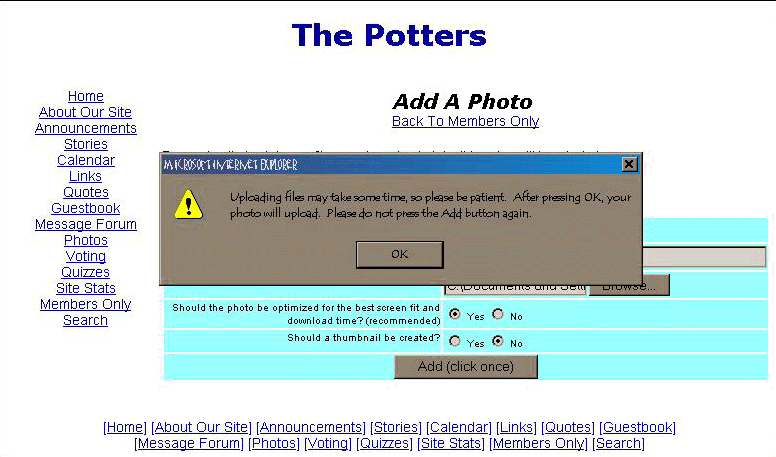 The Potters
Home
About Our Site
Announcements
Stories
Calendar
Links
Quotes
Guestbook
Message Forum
Photos
Voting
Quizzes
Site Stats
Members Only
Search
Add A Photo
Back To Members Only
MICROSOFT INTERNET EXPLORER
Uploading files may take some time, so please be patient. After pressing OK, your
photo will upload. Please do not press the Add button again.
OK
C:\Documents and Sett Browse...
Should the photo be optimized for the best screen fit and
download time? (recommended) Yes No
Should a thumbnail be created? Yes No
Add (click once)
[Home] [About Our Site] [Announcements] [Stories] [Calendar] [Links] [Quotes] [Guestbook]
[Message Forum] [Photos] [Voting] [Quizzes] [Site Stats] [Members Only] [Search]